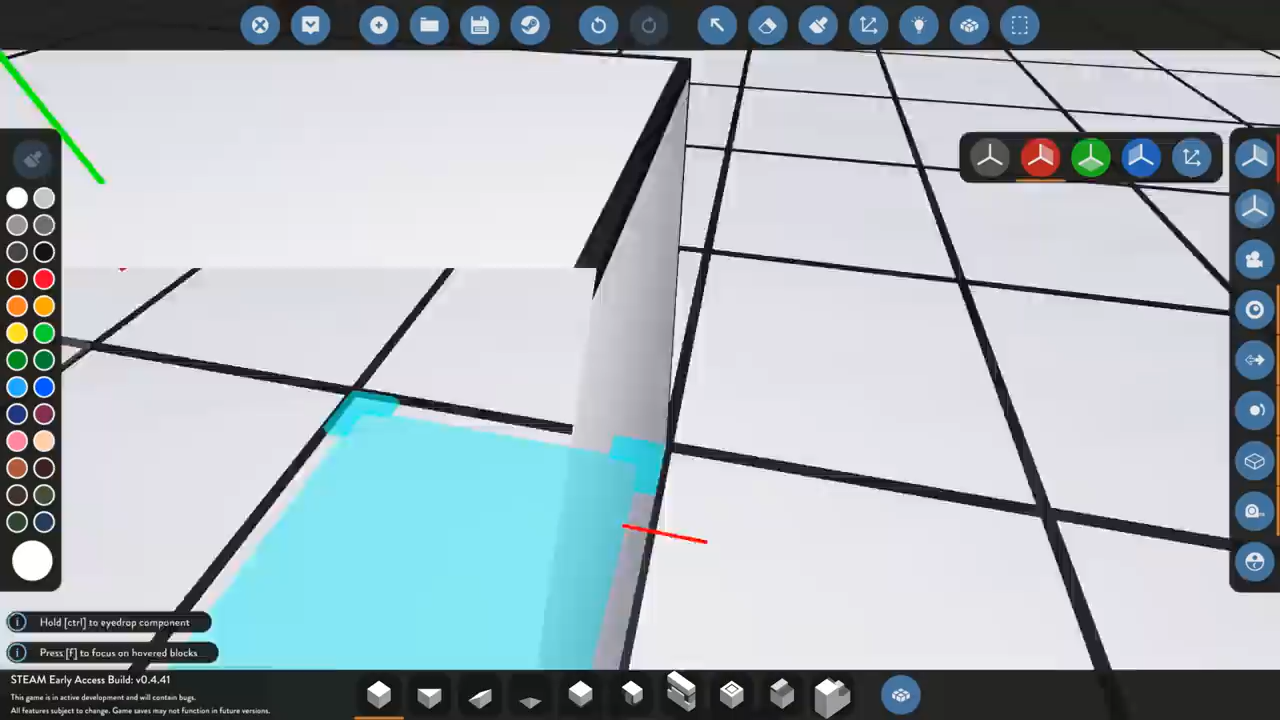 Hold [ctrl] to eyedrop component
Press [f] to focus on hovered blocks
STEAM Early Access Build: v0.4.41
This game is in active development and will contain bugs.
All features subject to change. Game saves may not function in future versions.